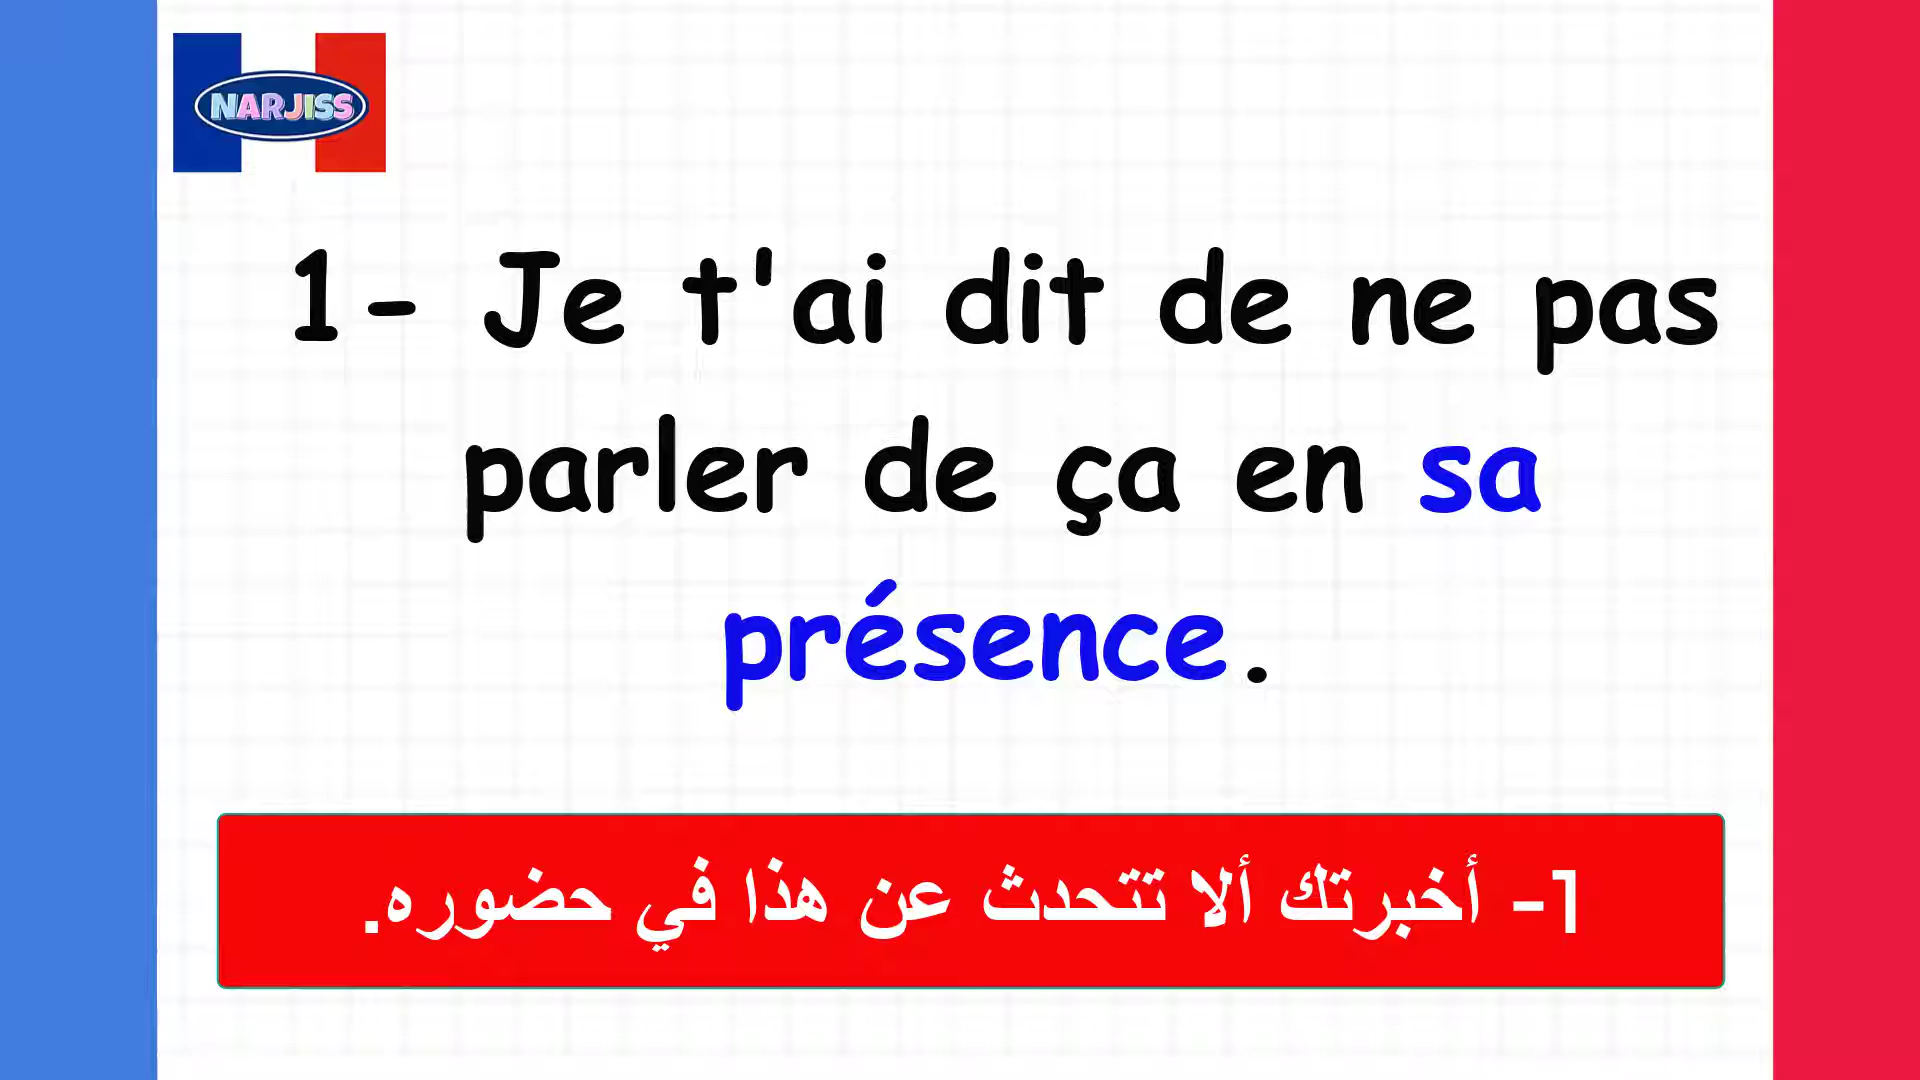 NARJISS
1- Je t'ai dit de ne pas
parler de ça en sa
présence.
1- أخبرتك ألا تتحدث عن هذا في حضوره.